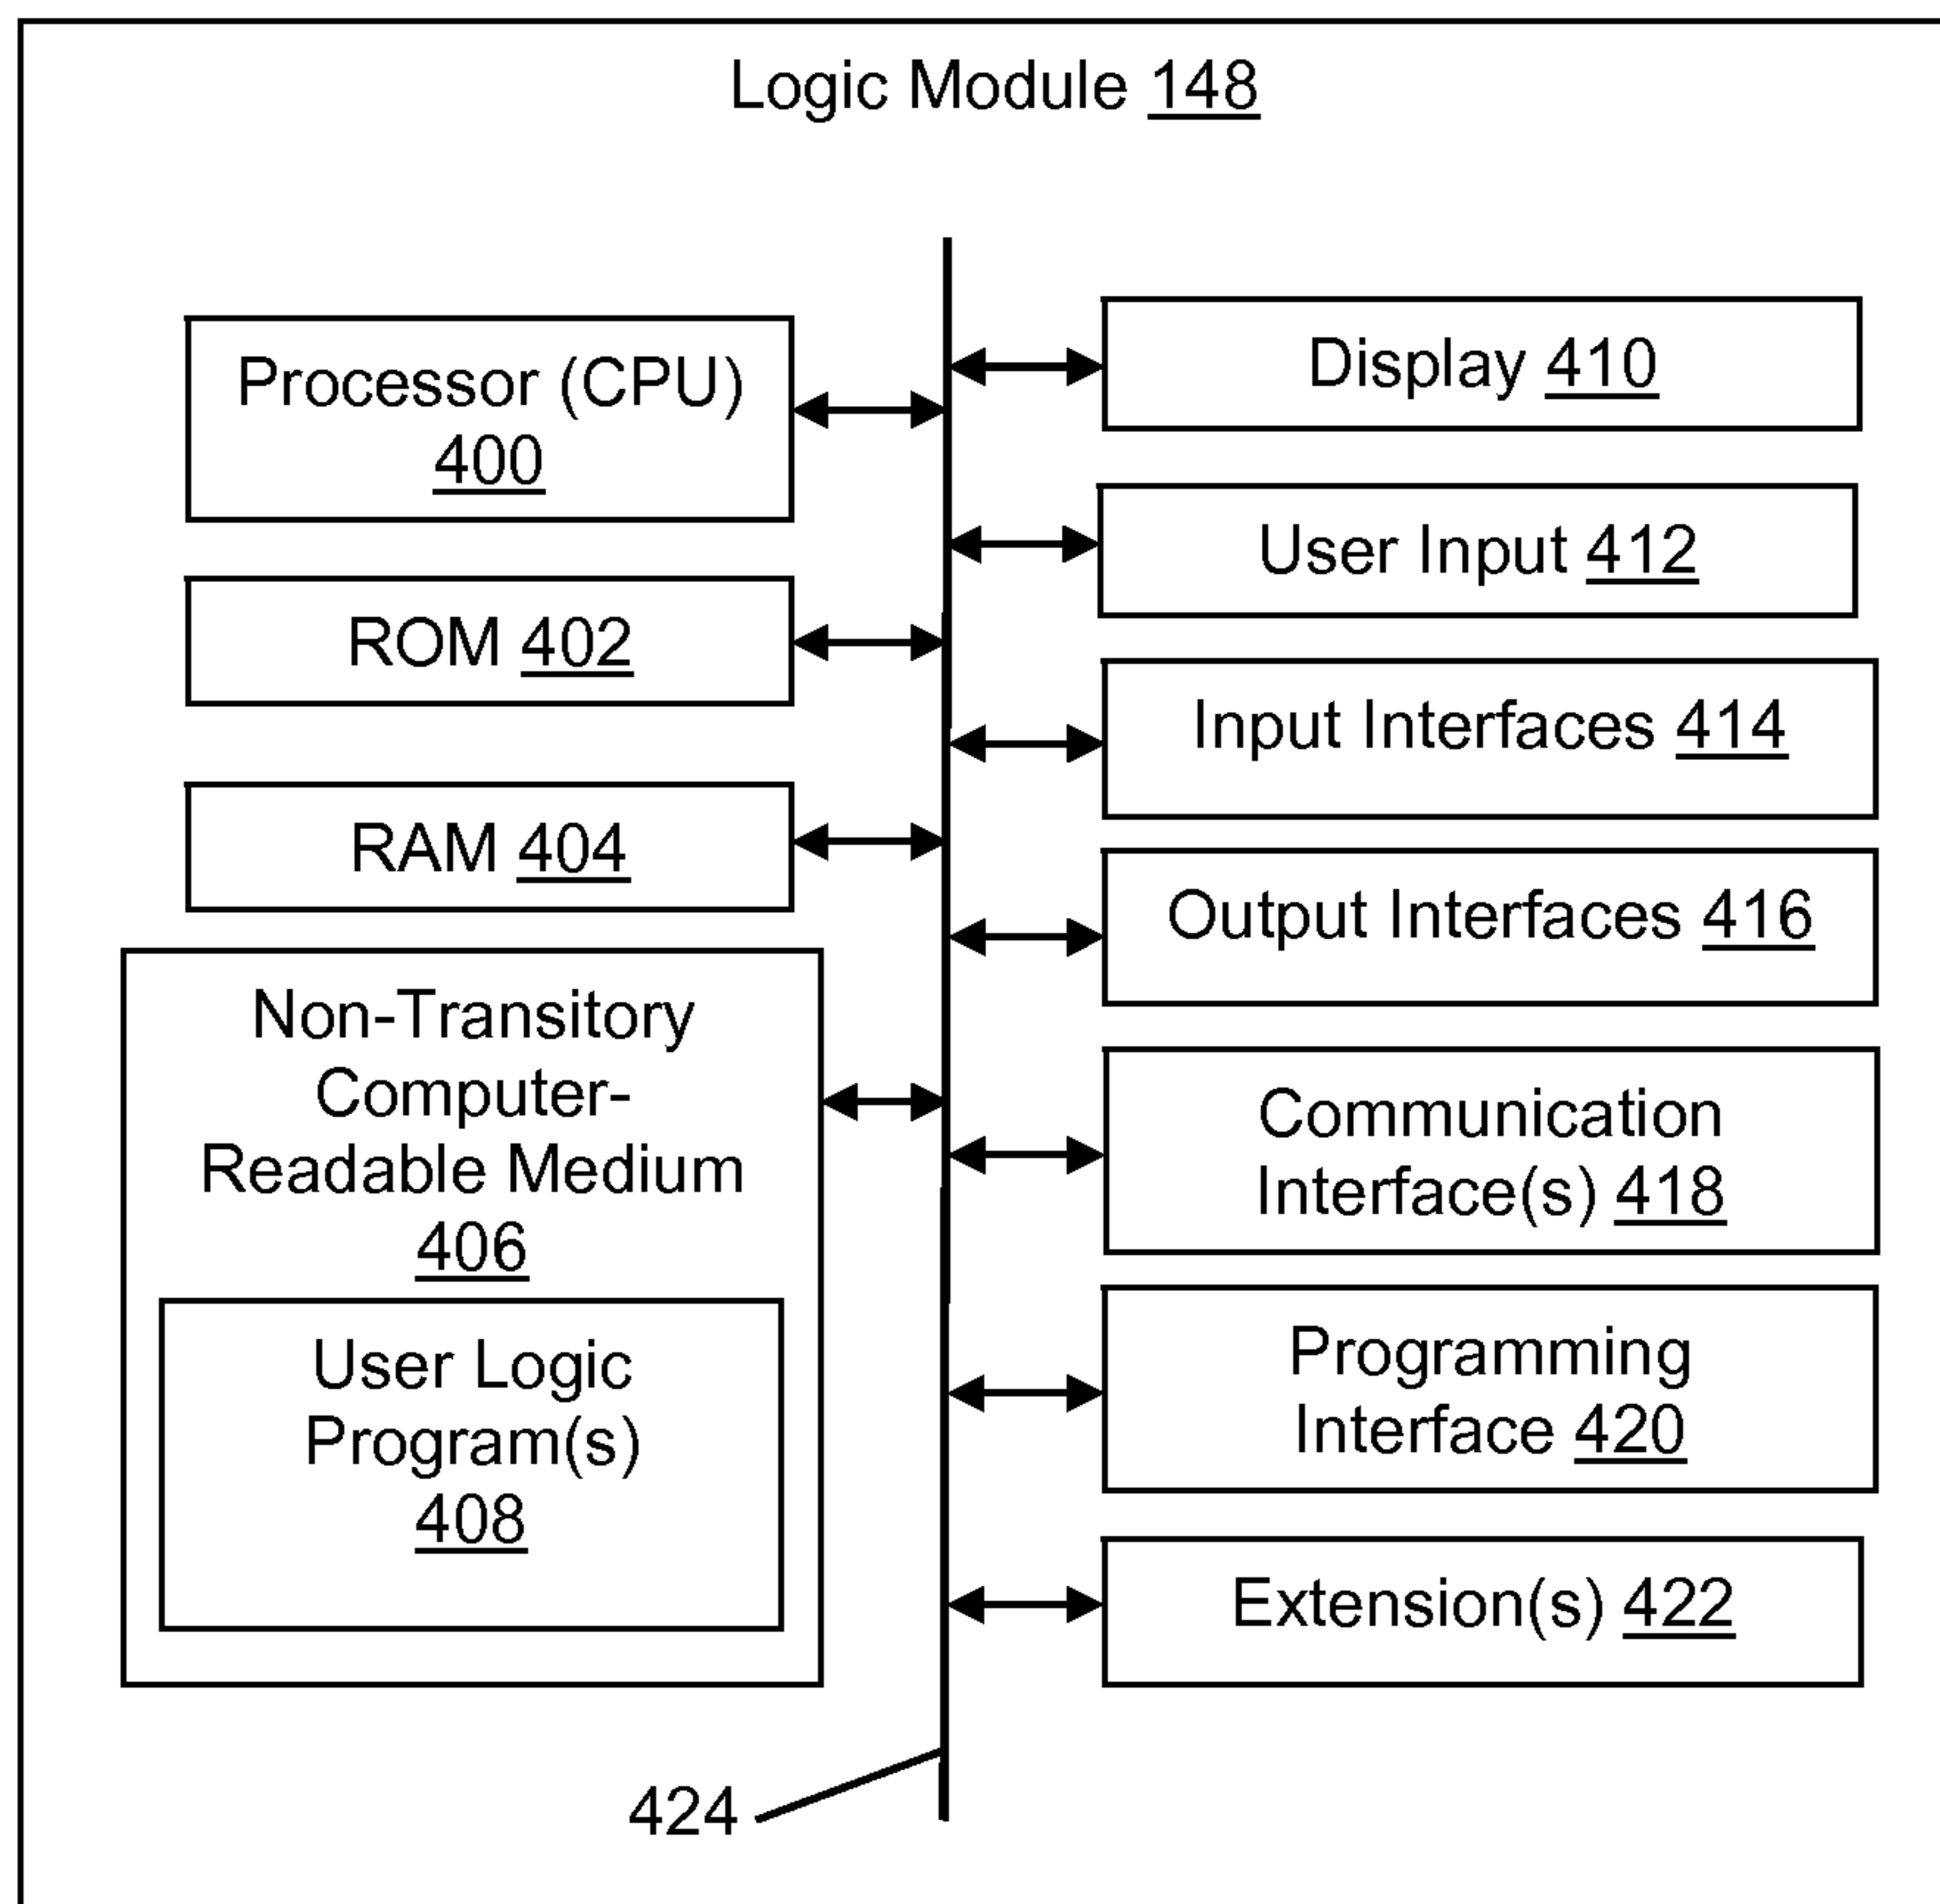 Logic Module 148
Processor (CPU)
400
ROM 402
RAM 404
Non-Transitory
Computer-
Readable Medium
406
User Logic
Program(s)
408
Display 410
User Input 412
Input Interfaces 414
Output Interfaces 416
Communication
Interface(s) 418
Programming
Interface 420
Extension(s) 422
424